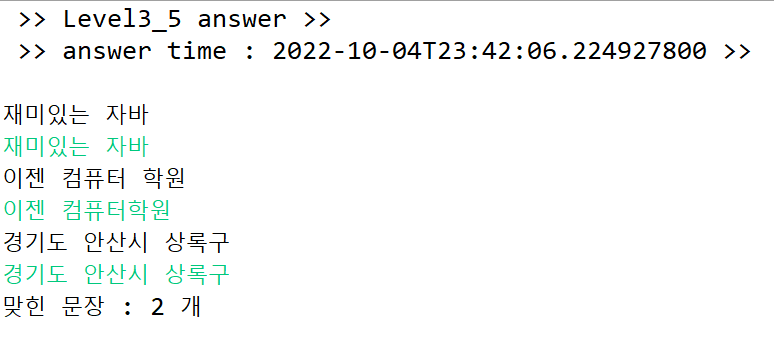 >> Level3_5 answer >>
>> answer time : 2022-10-04T23:42:06.224927800 >>
재미있는 자바
재미있는 자바
이젠 컴퓨터 학원
이젠 컴퓨터학원
경기도 안산시 상록구
경기도 안산시 상록구
맞힌 문장 : 2 개